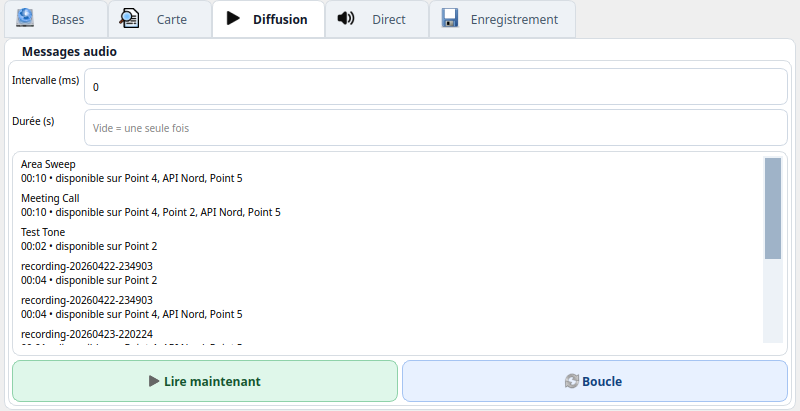 Bases
Carte
Diffusion
Direct
Enregistrement
Messages audio
Intervalle (ms)
0
Durée (s)
Vide = une seule fois
Area Sweep
00:10 • disponible sur Point 4, API Nord, Point 5
Meeting Call
00:10 • disponible sur Point 4, Point 2, API Nord, Point 5
Test Tone
00:02 • disponible sur Point 2
recording-20260422-234903
00:04 • disponible sur Point 2
recording-20260422-234903
00:04 • disponible sur Point 4, API Nord, Point 5
recording-20260423-220224
Lire maintenant
Boucle